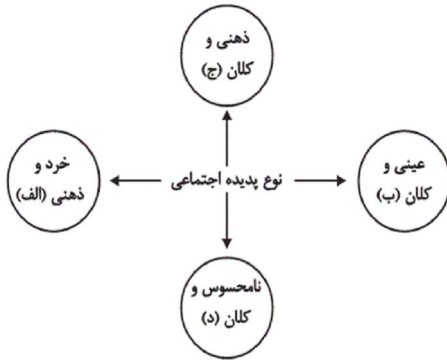 ذهنی و
کلان (ج)
عینی و
کلان (ب)
نوع پدیده اجتماعی
خرد و
ذهنی (الف)
نامحسوس و
کلان (د)